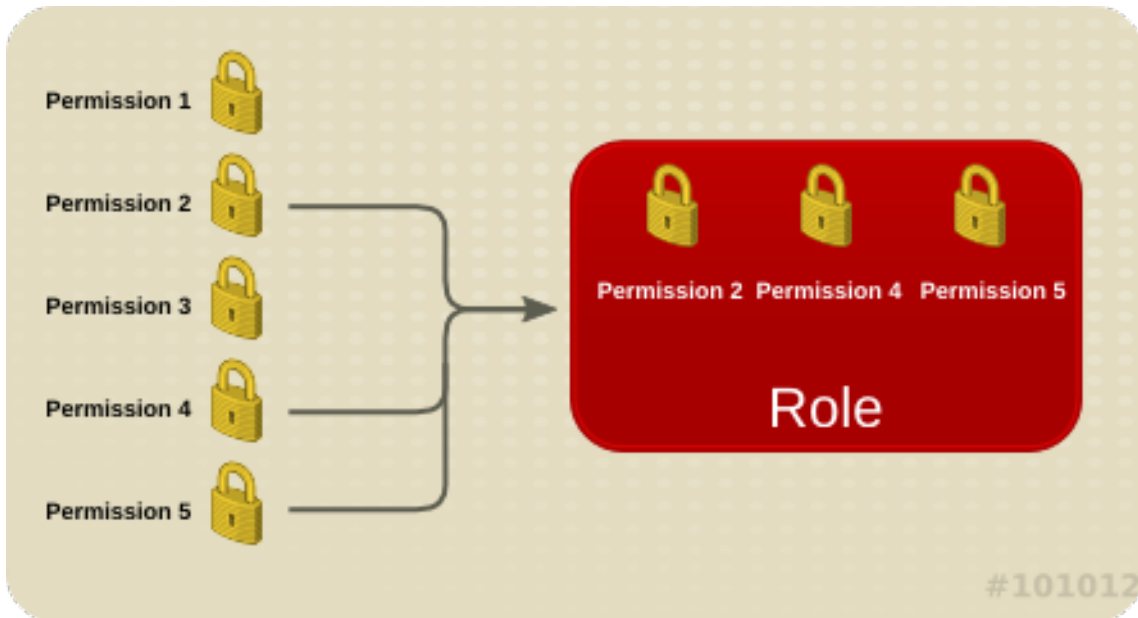 Permission 1
Permission 2
Permission 3
Permission 4
Permission 5
Permission 2 Permission 4 Permission 5
Role
#101012